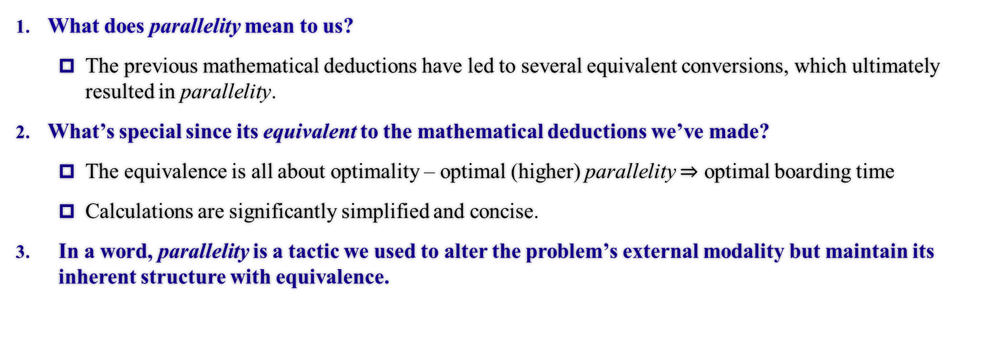 1. What does parallelity mean to us?
The previous mathematical deductions have led to several equivalent conversions, which ultimately
resulted in parallelity.
2. What’s special since its equivalent to the mathematical deductions we’ve made?
The equivalence is all about optimality – optimal (higher) parallelity ⇒ optimal boarding time
Calculations are significantly simplified and concise.
3. In a word, parallelity is a tactic we used to alter the problem’s external modality but maintain its
inherent structure with equivalence.